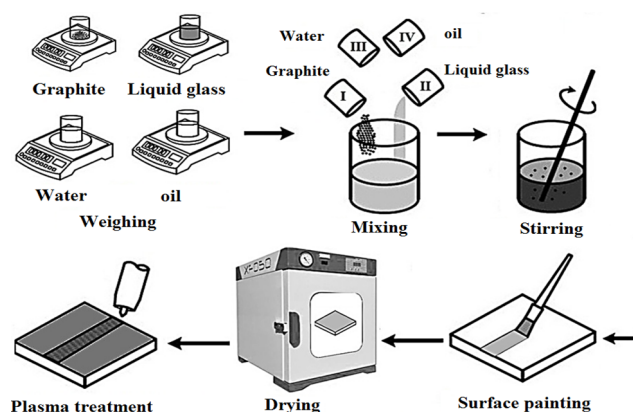 Graphite Liquid glass
Water oil
Weighing
Water III IV oil
Graphite I II Liquid glass
Mixing
Stirring
Plasma treatment
Drying
Surface painting